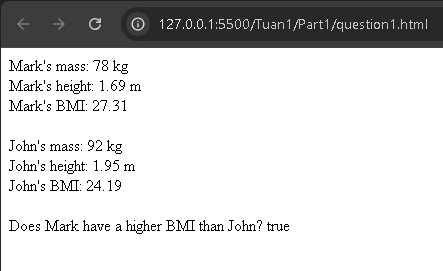 127.0.0.1:5500/Tuan1/Part1/question1.html
Mark's mass: 78 kg
Mark's height: 1.69 m
Mark's BMI: 27.31
John's mass: 92 kg
John's height: 1.95 m
John's BMI: 24.19
Does Mark have a higher BMI than John? true